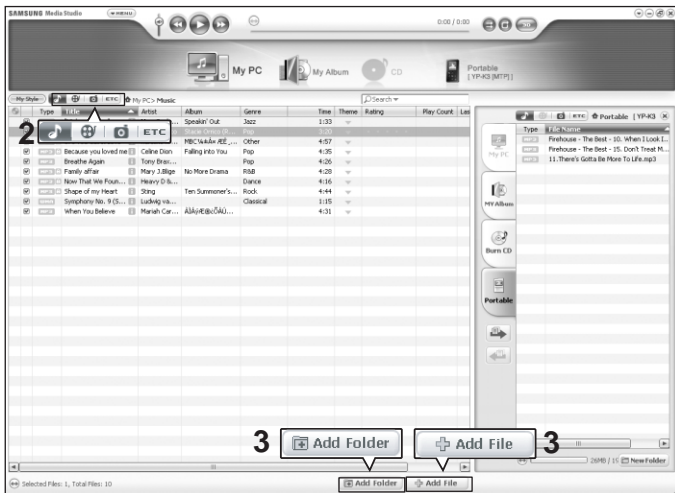 SAMSUNG Media Studio MENU
0:00 / 0:00
3D
My PC My Album CD Portable
[ YP-K3 [MTP] ]
My Style ETC My PC> Music Search
Type Title Artist Album Genre Time Theme Rating Play Count
2 ETC
Speakin' Out Jazz 1:33
Stacie Orrico Pop 3:20
Other 4:57
Because you loved me Celine Dion Falling into You Pop 4:35
Breathe Again Tony Brax... Pop 4:26
Family affair Mary J.Blige No More Drama R&B 4:28
Now That We Foun... Heavy D &... Dance 4:16
Shape of my Heart Sting Ten Summoner's... Rock 4:44
Symphony No. 9 (S... Ludwig va... Classical 1:15
When You Believe Mariah Car... 4:31
ETC Portable [ YP-K3
Type File Name
Firehouse - The Best - 10. When I Look I...
Firehouse - The Best - 15. Don't Treat M...
11.There's Gotta Be More To Life.mp3
My PC
MY Album
Burn CD
Portable
3 Add Folder Add File 3
26MB / New Folder
Selected Files: 1, Total Files: 10 Add Folder Add File